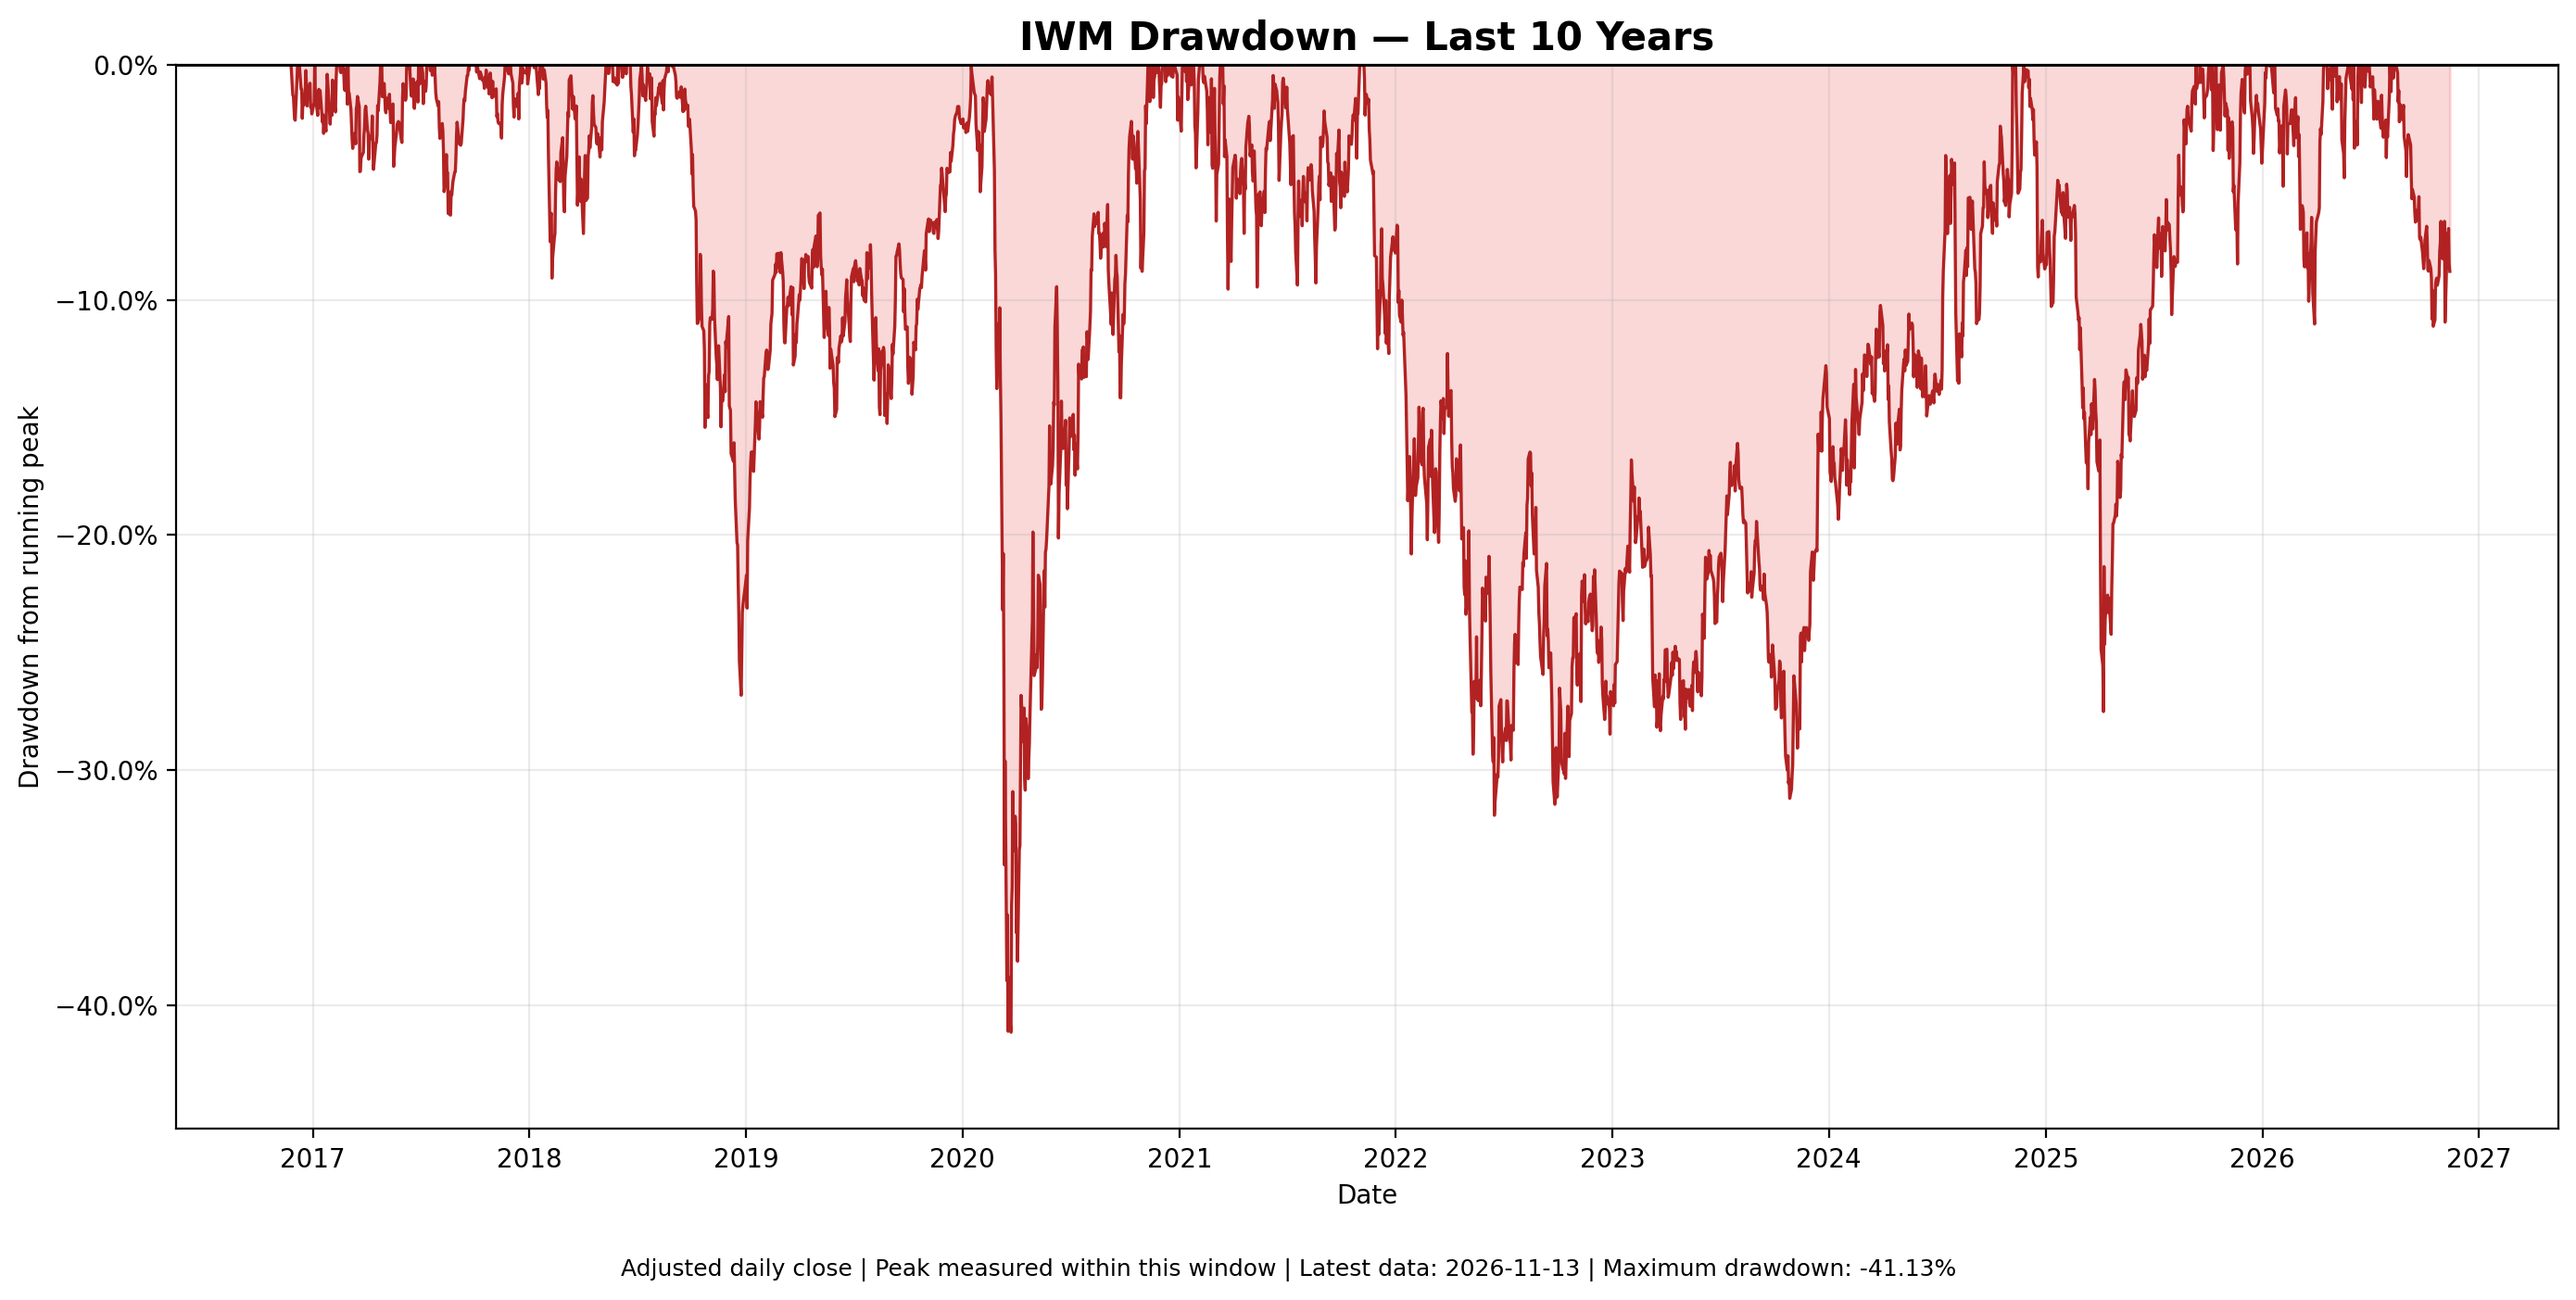 IWM Drawdown — Last 10 Years
Drawdown from running peak
0.0%
−10.0%
−20.0%
−30.0%
−40.0%
2017 2018 2019 2020 2021 2022 2023 2024 2025 2026 2027
Date
Adjusted daily close | Peak measured within this window | Latest data: 2026-11-13 | Maximum drawdown: -41.13%